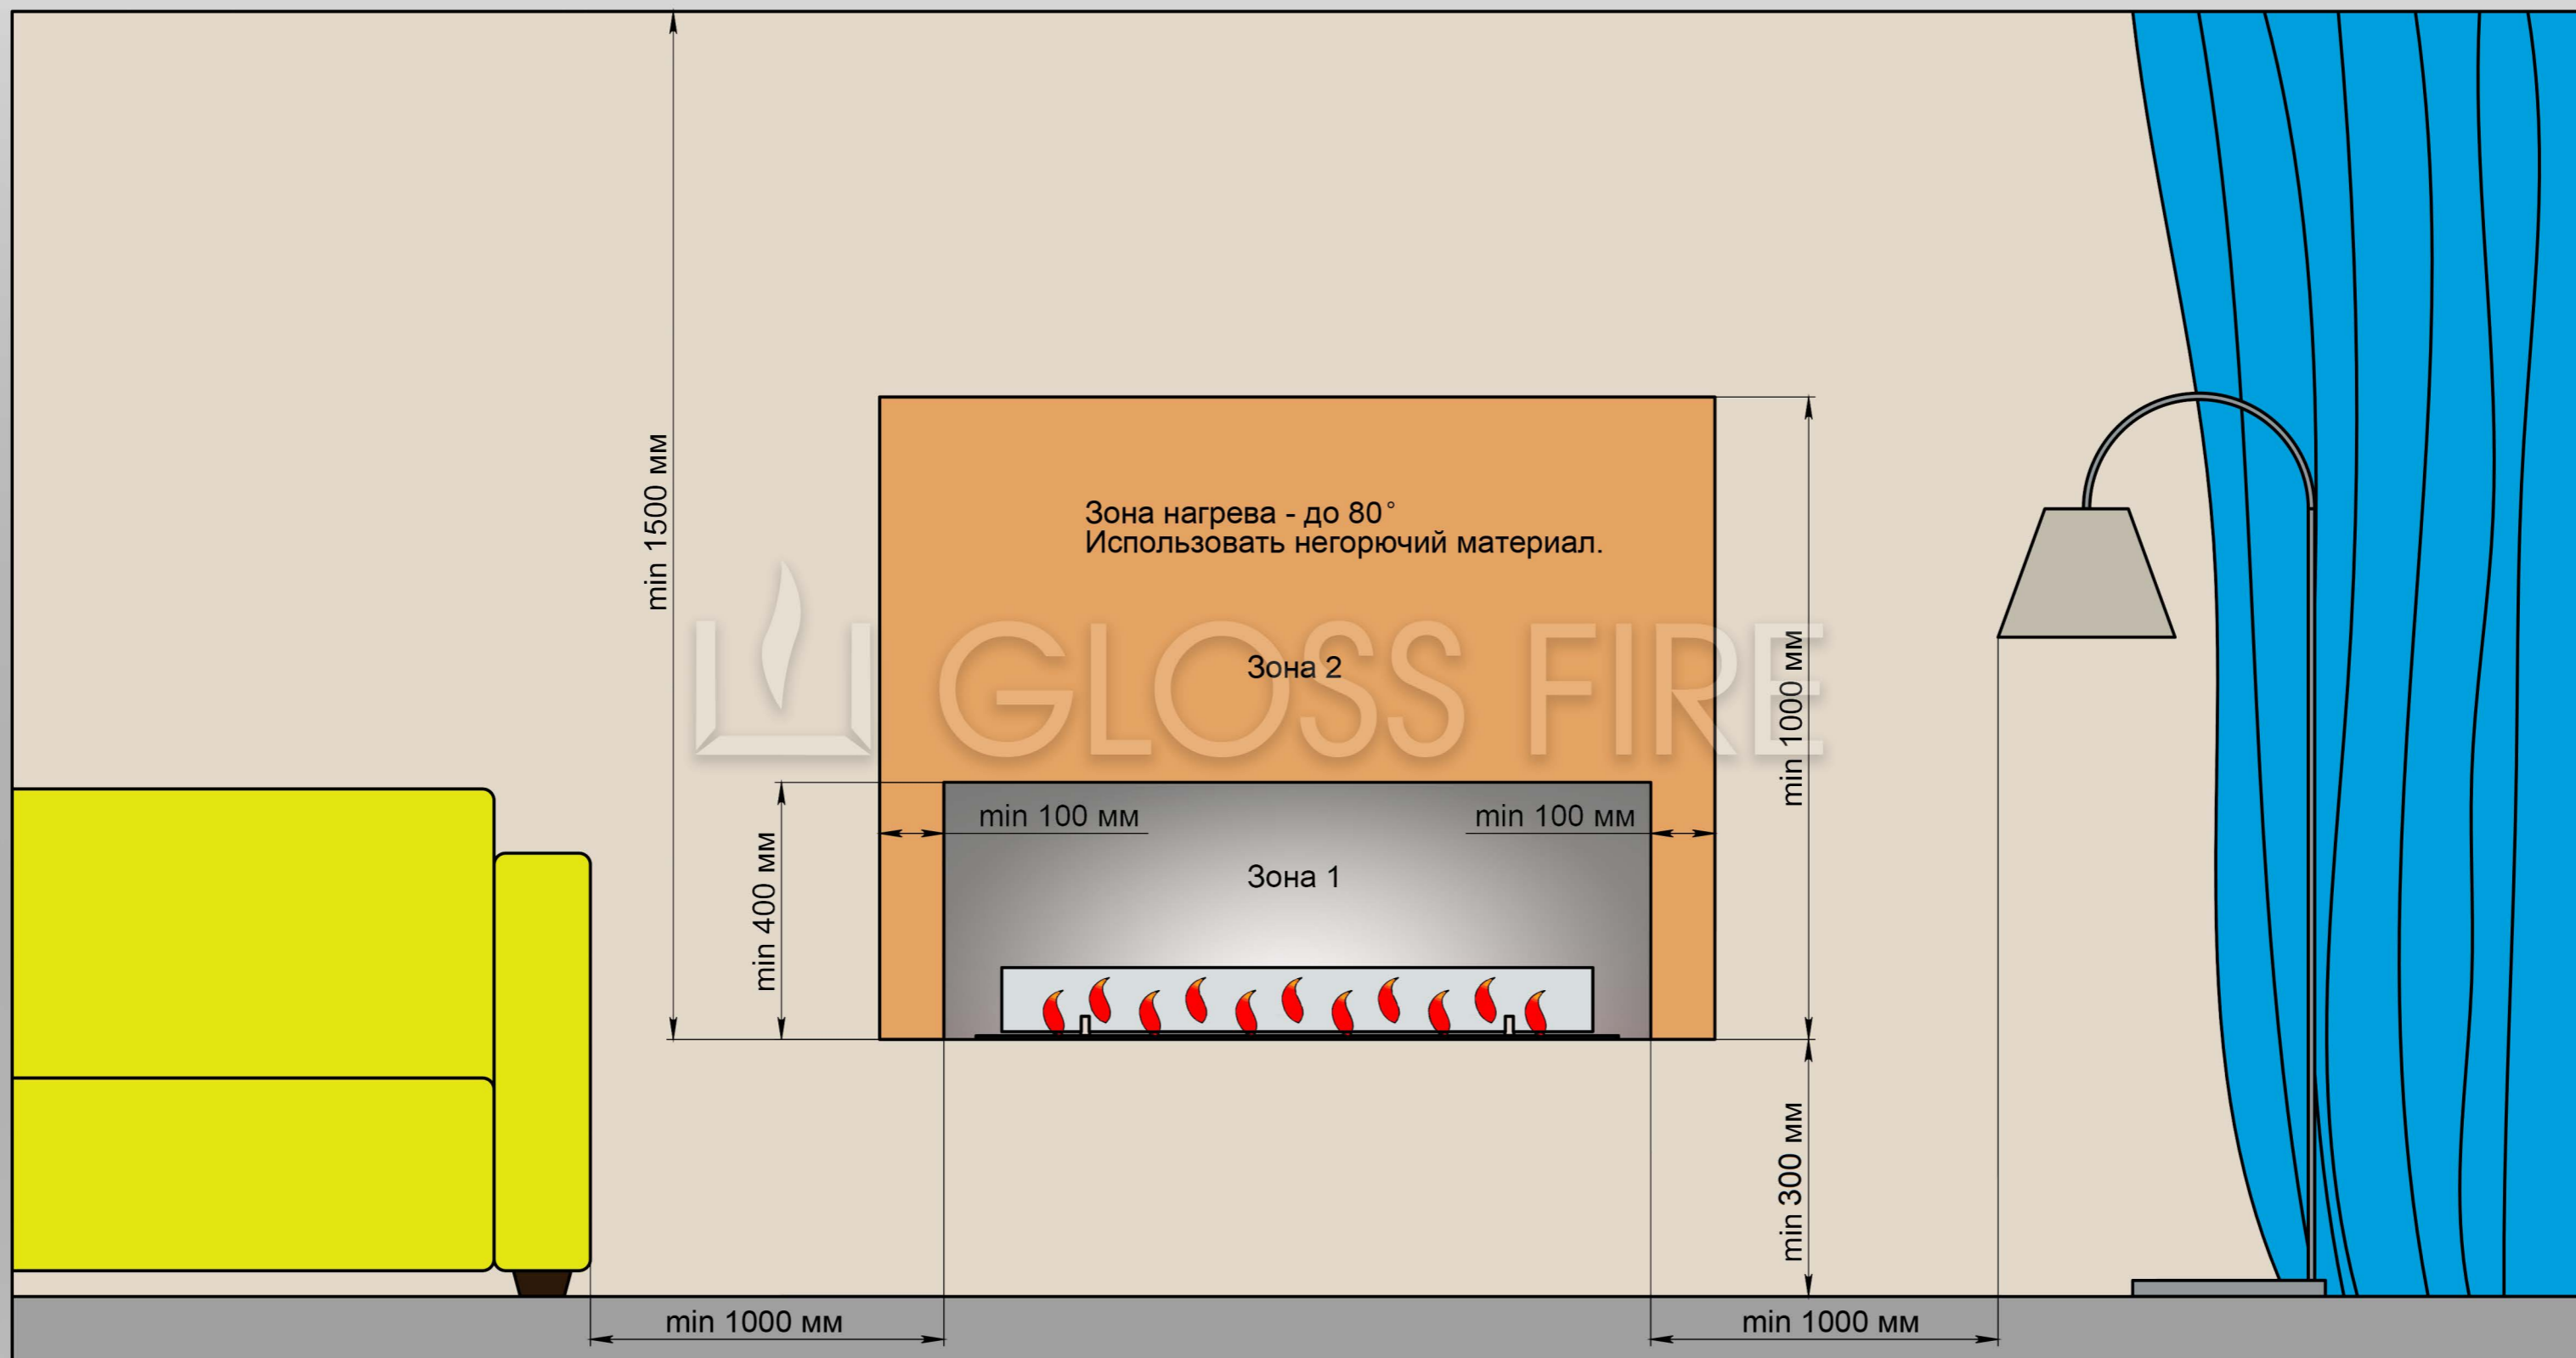 min 1500 мм
Зона нагрева - до 80°
Использовать негорючий материал.
GLOSS FIRE
Зона 2
min 1000 мм
min 100 мм
min 100 мм
min 400 мм
Зона 1
min 300 мм
min 1000 мм
min 1000 мм